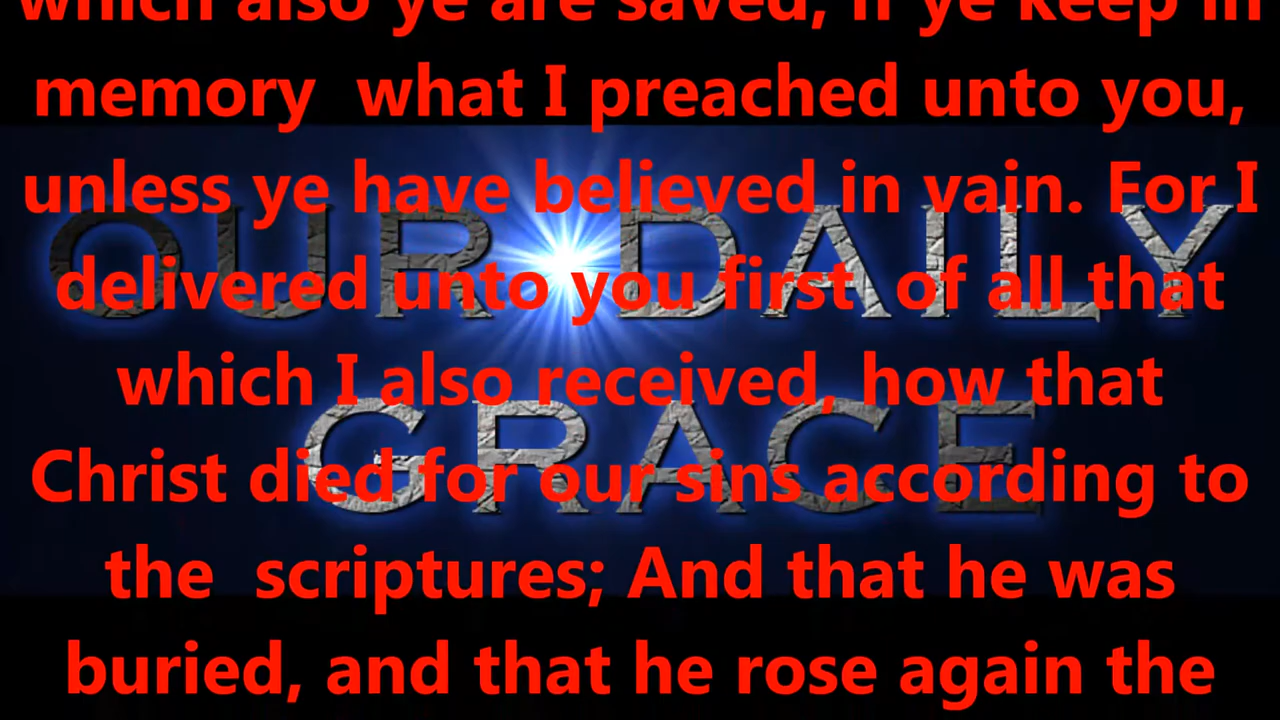 which also ye are saved, if ye keep in
memory  what I preached unto you,
unless ye have believed in vain. For I
delivered unto you first  of all that
which I also received, how that
Christ died for our sins according to
the  scriptures; And that he was
buried, and that he rose again the
OUR DAILY
GRACE